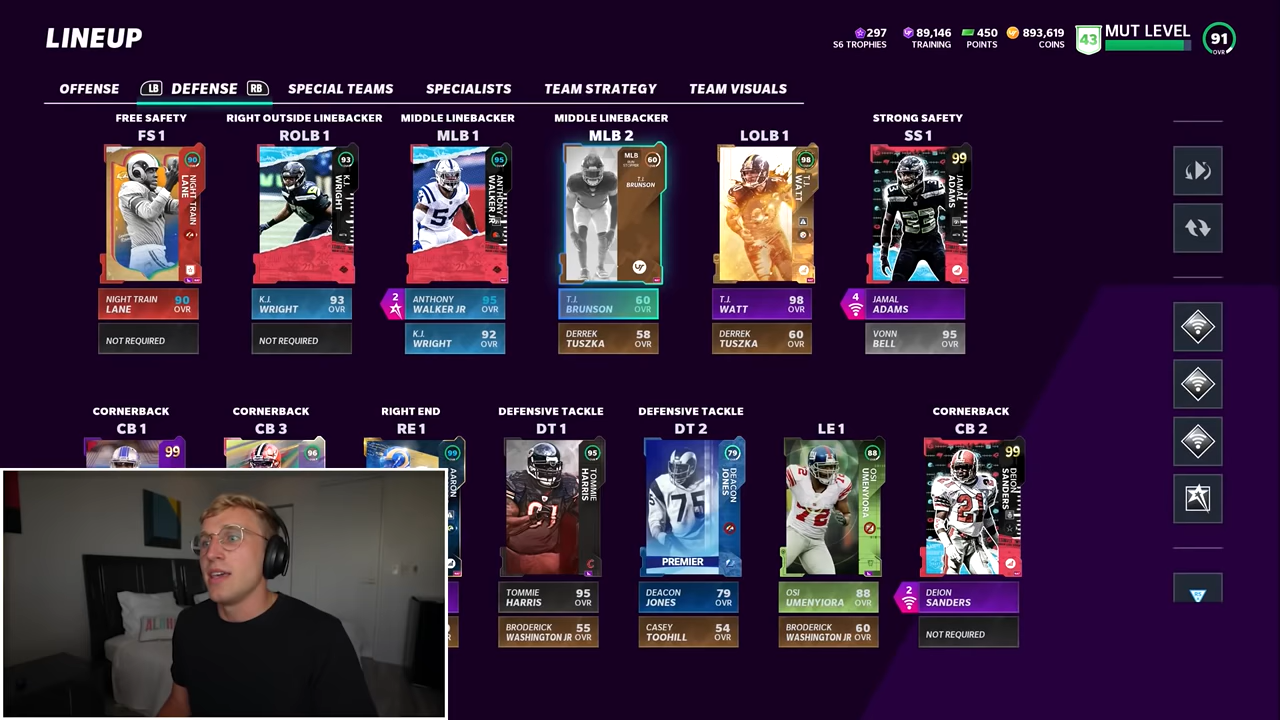 LINEUP
297
S6 TROPHIES
89,146
TRAINING
450
POINTS
893,619
COINS
43
MUT LEVEL
91
OVR
OFFENSE
LB
DEFENSE
RB
SPECIAL TEAMS
SPECIALISTS
TEAM STRATEGY
TEAM VISUALS
FREE SAFETY
FS 1
RIGHT OUTSIDE LINEBACKER
ROLB 1
MIDDLE LINEBACKER
MLB 1
MIDDLE LINEBACKER
MLB 2
LOLB 1
STRONG SAFETY
SS 1
90
NIGHT TRAIN
LANE
93
K.J.
WRIGHT
95
ANTHONY
WALKER JR
MLB
60
T.J.
BRUNSON
98
T.J.
WATT
99
JAMAL
ADAMS
NIGHT TRAIN
LANE
90
OVR
K.J.
WRIGHT
93
OVR
2
ANTHONY
WALKER JR
95
OVR
T.J.
BRUNSON
60
OVR
T.J.
WATT
98
OVR
4
JAMAL
ADAMS
NOT REQUIRED
NOT REQUIRED
K.J.
WRIGHT
92
OVR
DERREK
TUSZKA
58
OVR
DERREK
TUSZKA
60
OVR
VONN
BELL
95
OVR
CORNERBACK
CB 1
CORNERBACK
CB 3
RIGHT END
RE 1
DEFENSIVE TACKLE
DT 1
DEFENSIVE TACKLE
DT 2
LE 1
CORNERBACK
CB 2
99
96
99
AARON
95
TOMMIE
HARRIS
79
DEACON
JONES
PREMIER
88
OSI
UMENYIORA
99
DEION
SANDERS
TOMMIE
HARRIS
95
OVR
DEACON
JONES
79
OVR
OSI
UMENYIORA
88
OVR
2
DEION
SANDERS
BRODERICK
WASHINGTON JR
55
OVR
CASEY
TOOHILL
54
OVR
BRODERICK
WASHINGTON JR
60
OVR
NOT REQUIRED